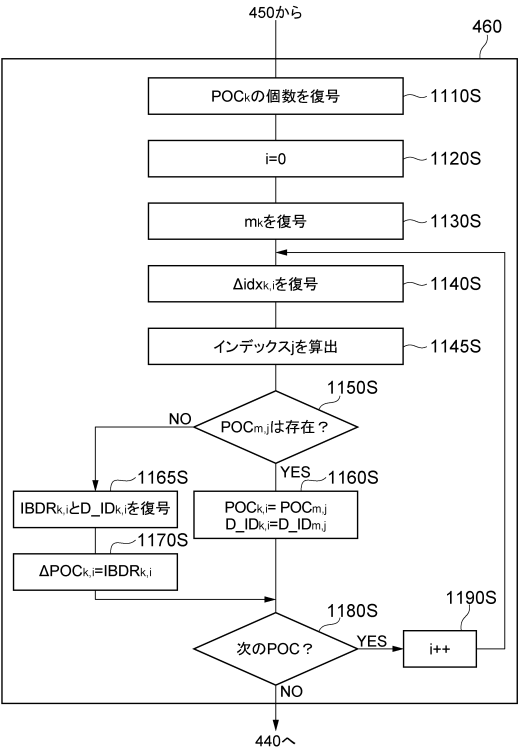 450から
460
POCkの個数を復号
1110S
i=0
1120S
mkを復号
1130S
Δidxk,iを復号
1140S
インデックスjを算出
1145S
1150S
POCm,jは存在？
NO
YES
1165S
1160S
IBDRk,iとD_IDk,iを復号
POCk,i= POCm,j
D_IDk,i=D_IDm,j
1170S
ΔPOCk,i=IBDRk,i
1180S
1190S
次のPOC？
YES
i++
NO
440へ